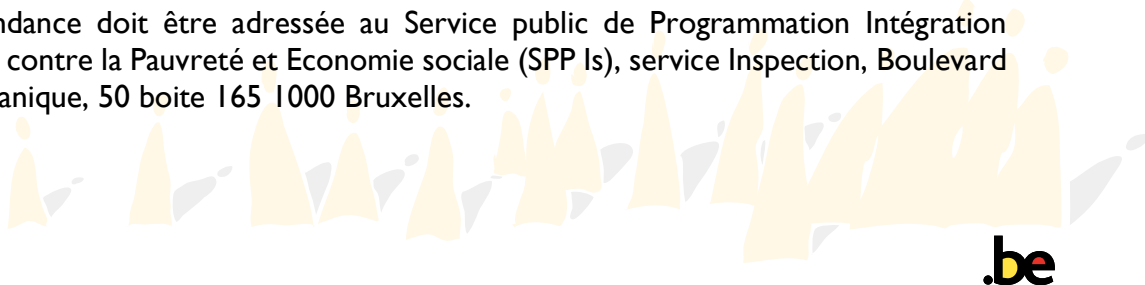 ndance doit être adressée au Service public de Programmation Intégration
contre la Pauvreté et Economie sociale (SPP Is), service Inspection, Boulevard
anique, 50 boite 165 1000 Bruxelles.
.be